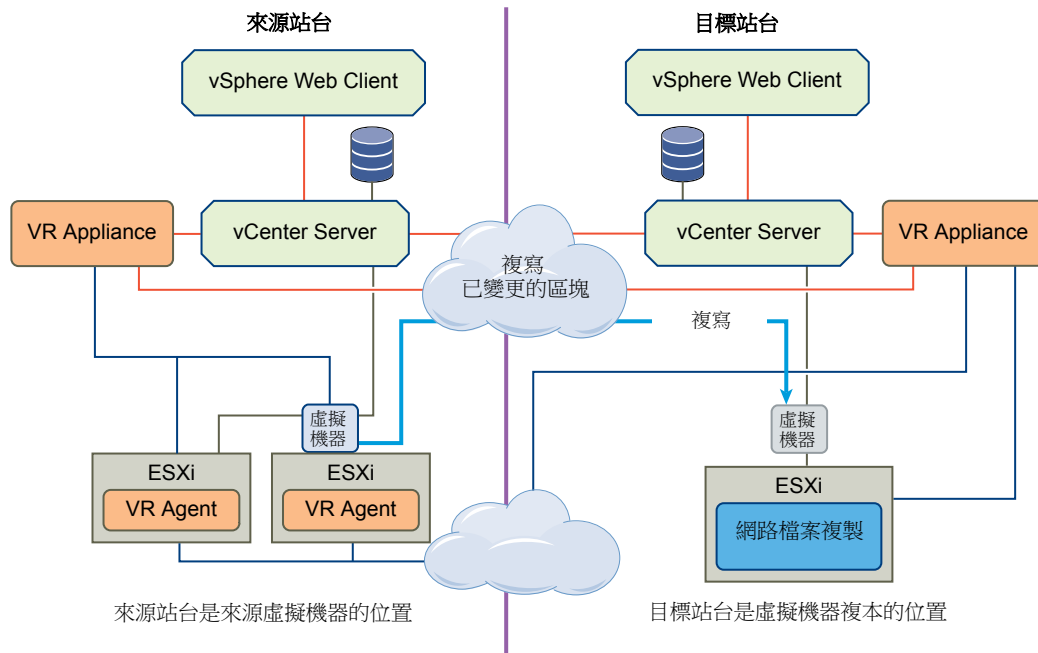 來源站台
目標站台
vSphere Web Client
vSphere Web Client
VR Appliance
vCenter Server
vCenter Server
VR Appliance
複寫
已變更的區塊
複寫
虛擬
機器
虛擬
機器
ESXi
VR Agent
ESXi
VR Agent
ESXi
網路檔案複製
來源站台是來源虛擬機器的位置
目標站台是虛擬機器複本的位置